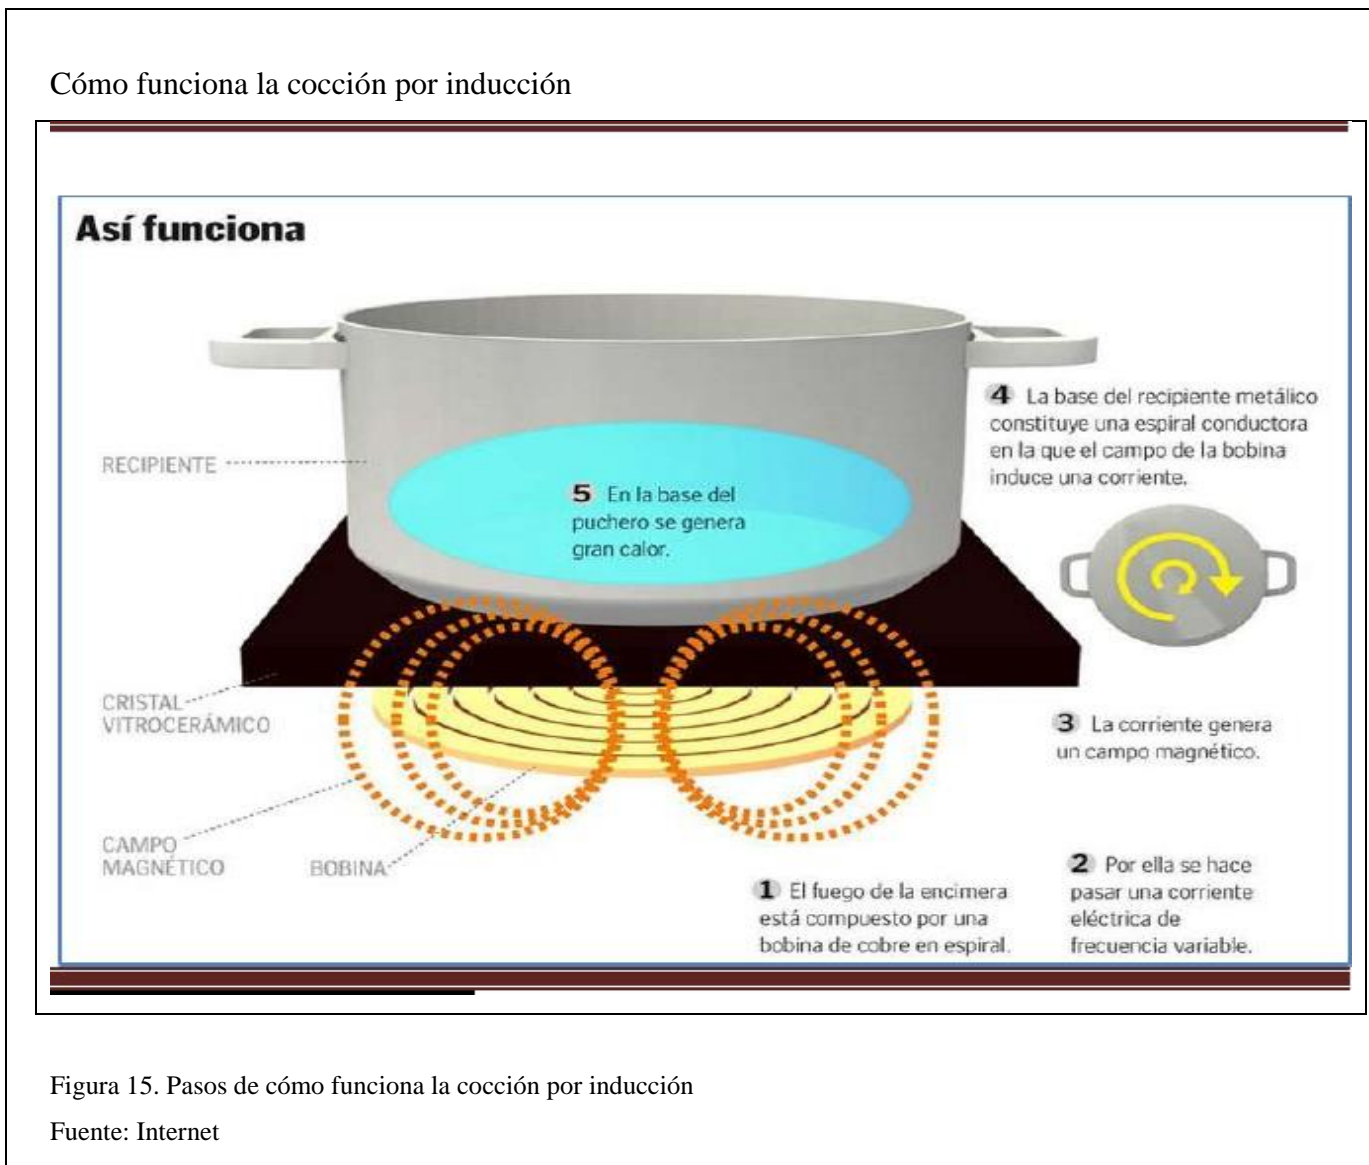 Cómo funciona la cocción por inducción
Así funciona
4 La base del recipiente metálico
constituye una espiral conductora
en la que el campo de la bobina
induce una corriente.
RECIPIENTE
5 En la base del
puchero se genera
gran calor.
CRISTAL
VITROCERÁMICO
3 La corriente genera
un campo magnético.
CAMPO
MAGNÉTICO
BOBINA
1 El fuego de la encimera
está compuesto por una
bobina de cobre en espiral.
2 Por ella se hace
pasar una corriente
eléctrica de
frecuencia variable.
Figura 15. Pasos de cómo funciona la cocción por inducción
Fuente: Internet